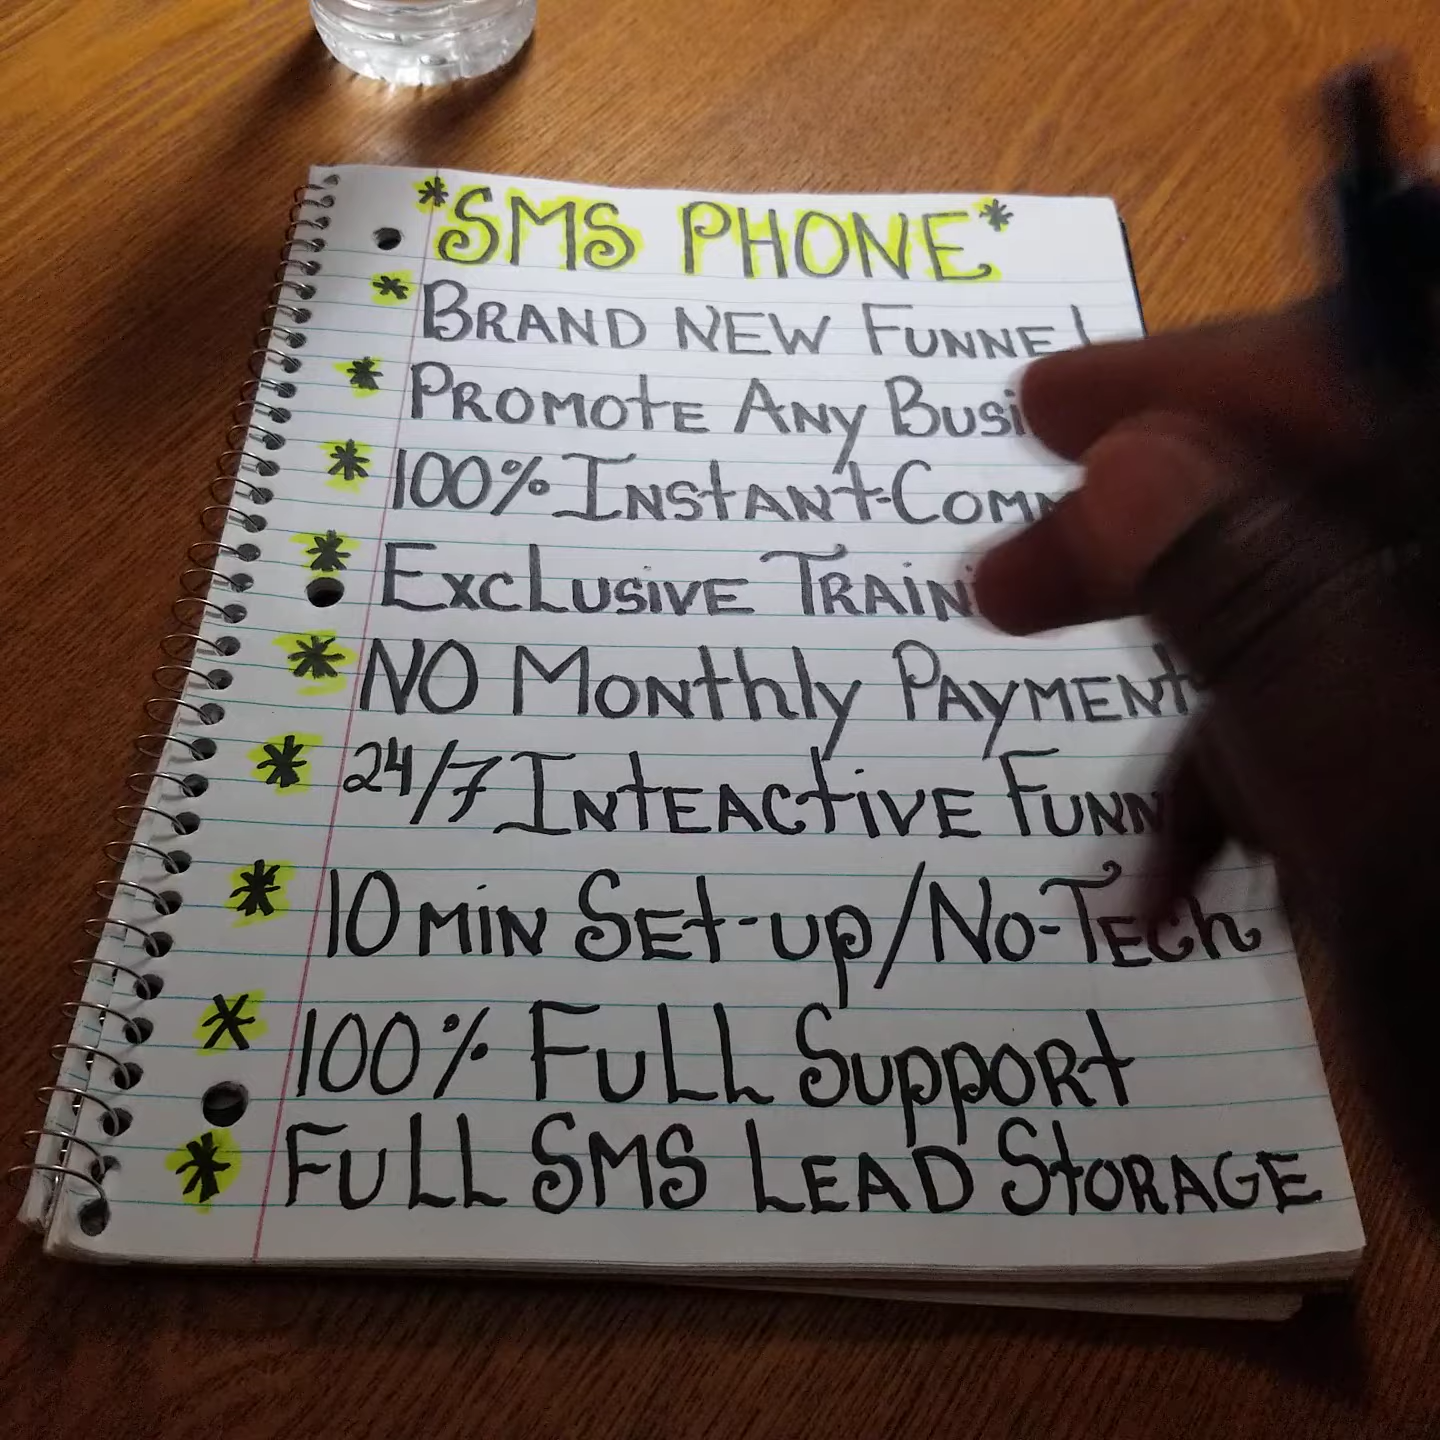 *SMS PHONE*
* BRAND NEW FUNNEL
* PROMOTE ANY BUSI
* 100% INSTANT-COMM
* EXCLUSIVE TRAINI
* NO MONTHLY PAYMENT
* 24/7 INTEACTIVE FUNN
* 10 MIN SET-UP/NO-TECH
* 100% FULL SUPPORT
* FULL SMS LEAD STORAGE